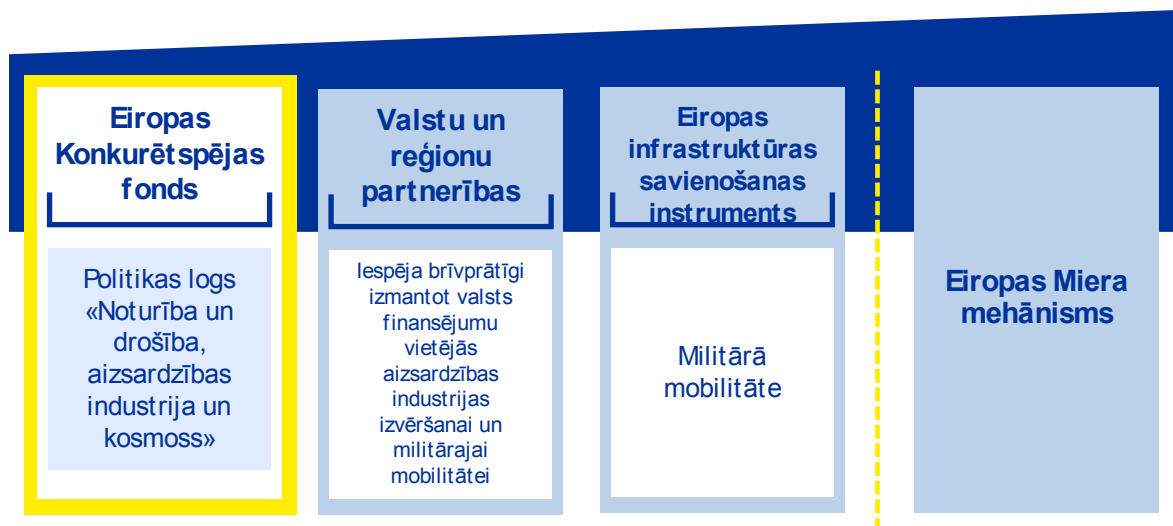 Eiropas
Konkurētspējas
fonds
Politikas logs
«Noturība un
drošība,
aizsardzības
industrija un
kosmoss»
Valstu un
reģionu
partnerības
Iespēja brīvprātīgi
izmantot valsts
finansējumu
vietējās
aizsardzības
industrijas
izvēršanai un
militārajai
mobilitātei
Eiropas
infrastruktūras
savienošanas
instruments
Militārā
mobilitāte
Eiropas Miera
mehānisms